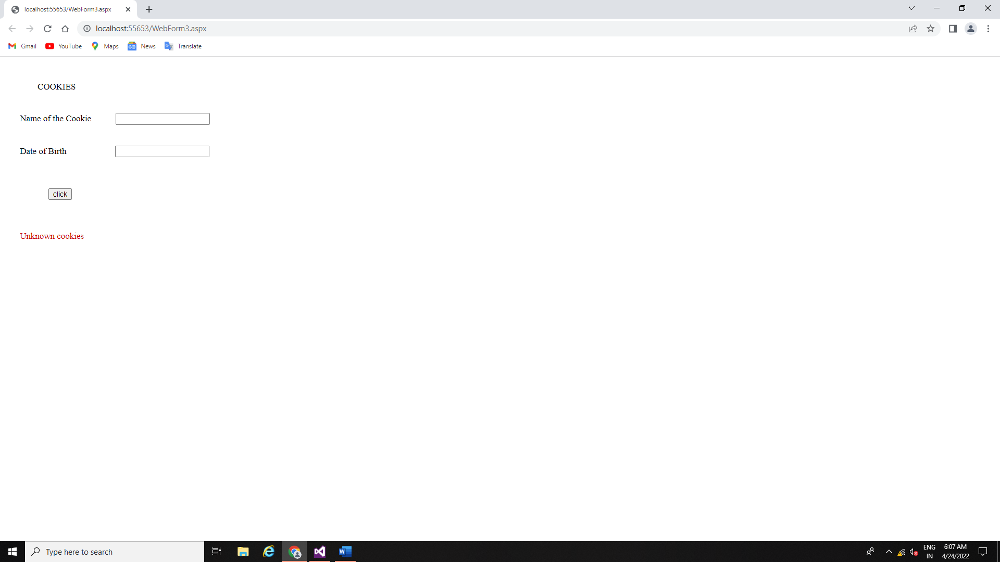 localhost:55653/WebForm3.aspx
localhost:55653/WebForm3.aspx
Gmail YouTube Maps News Translate
COOKIES
Name of the Cookie
Date of Birth
click
Unknown cookies
Type here to search
ENG
IN
6:07 AM
4/24/2022